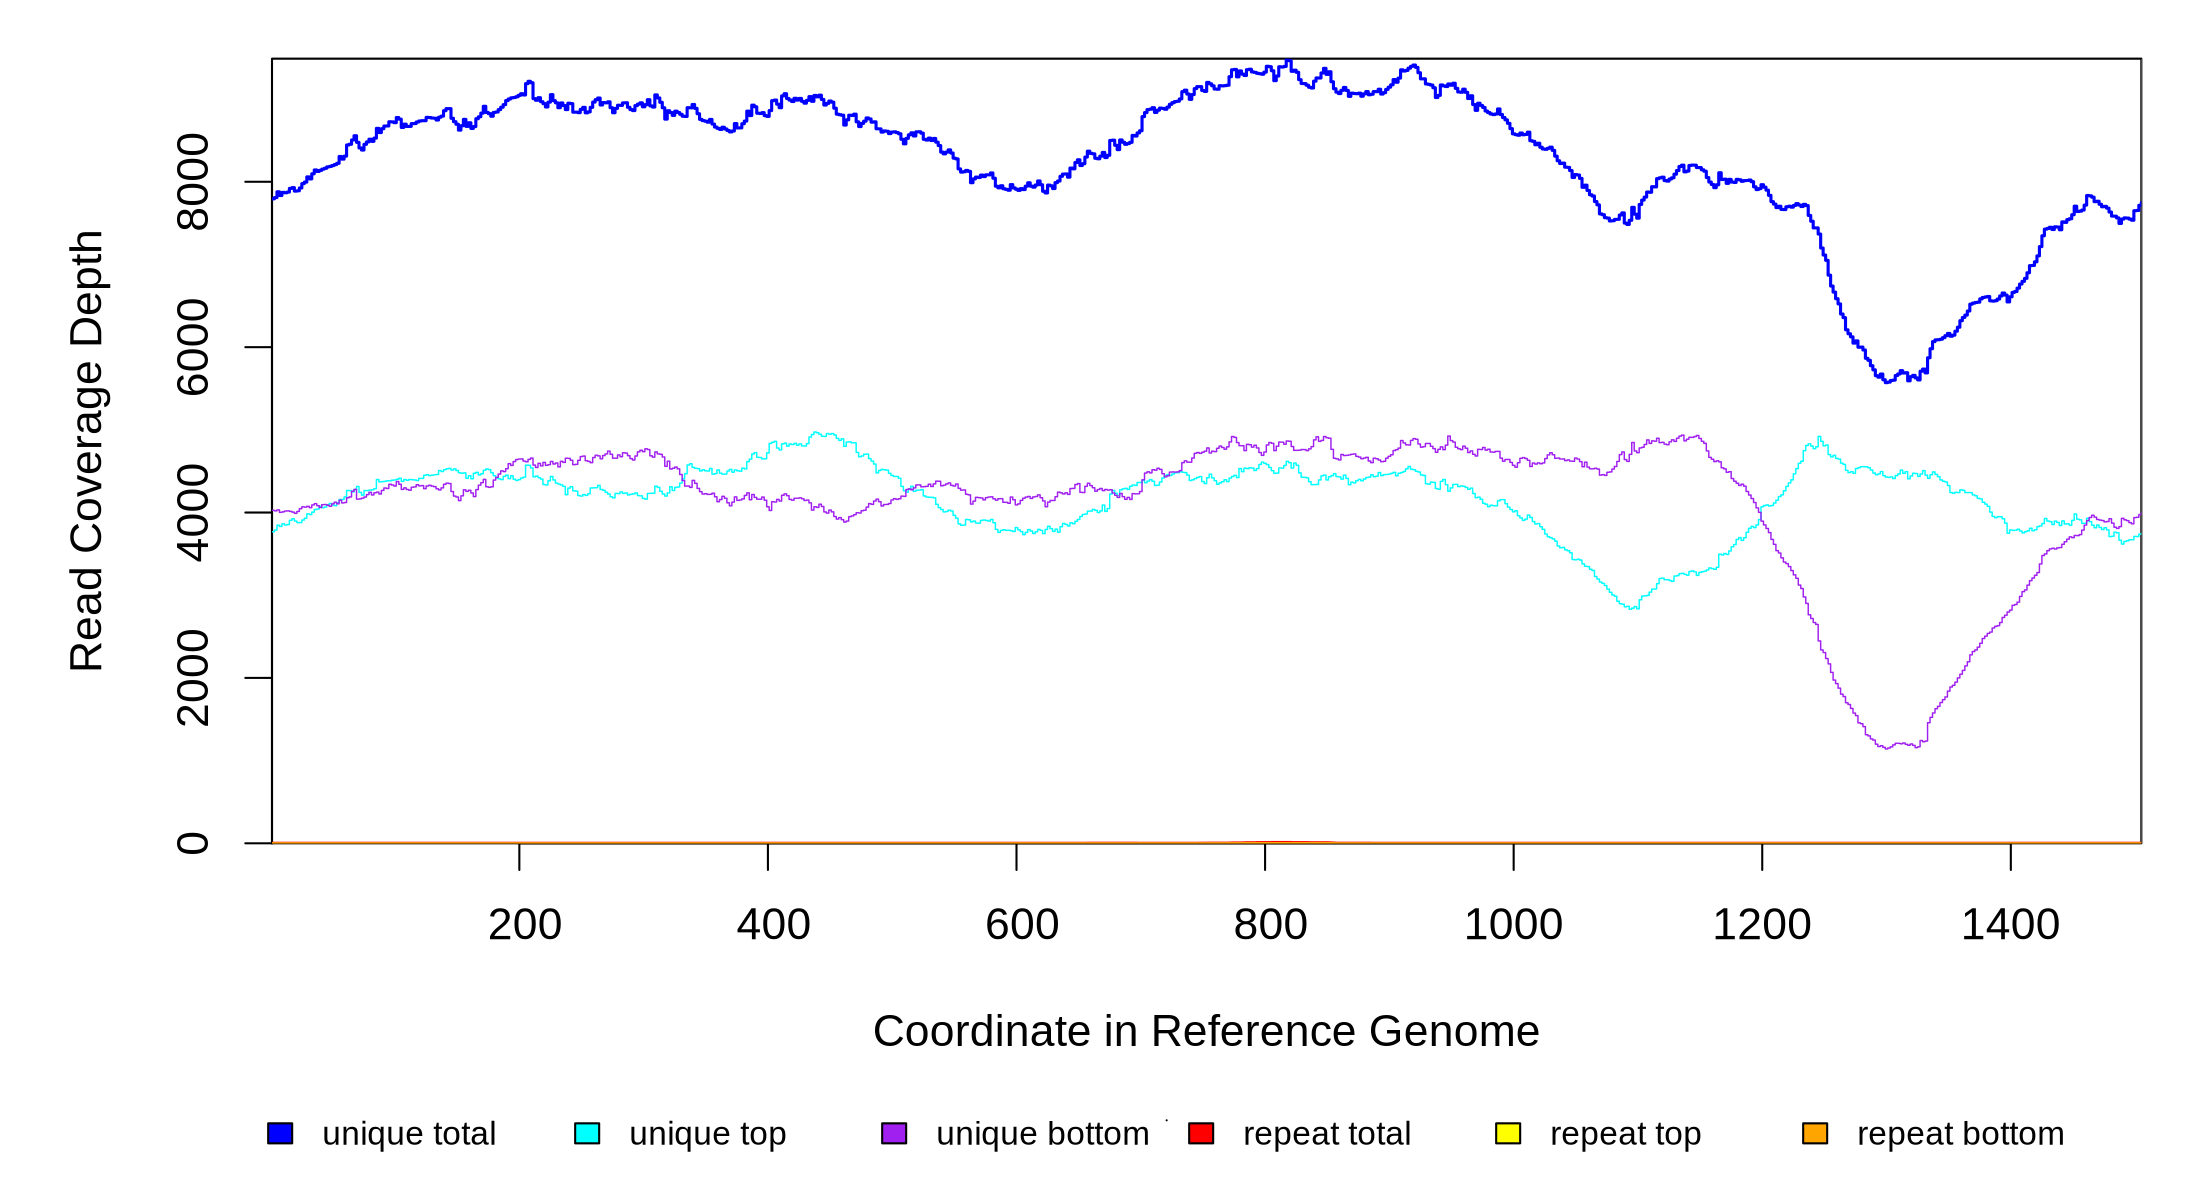 Read Coverage Depth
8000
6000
4000
2000
0
200 400 600 800 1000 1200 1400
Coordinate in Reference Genome
unique total unique top unique bottom repeat total repeat top repeat bottom